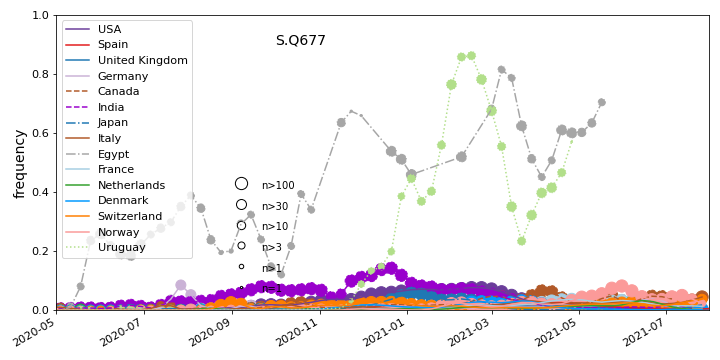 S.Q677
frequency
1.0
0.8
0.6
0.4
0.2
0.0
USA
Spain
United Kingdom
Germany
Canada
India
Japan
Italy
Egypt
France
Netherlands
Denmark
Switzerland
Norway
Uruguay
n>100
n>30
n>10
n>3
n>1
n=1
2020-05
2020-07
2020-09
2020-11
2021-01
2021-03
2021-05
2021-07